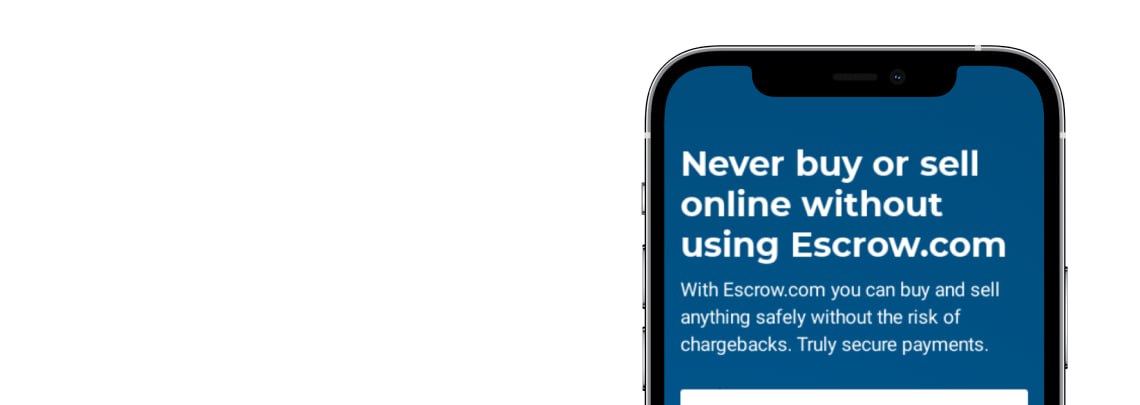 Never buy or sell
online without
using Escrow.com
With Escrow.com you can buy and sell
anything safely without the risk of
chargebacks. Truly secure payments.